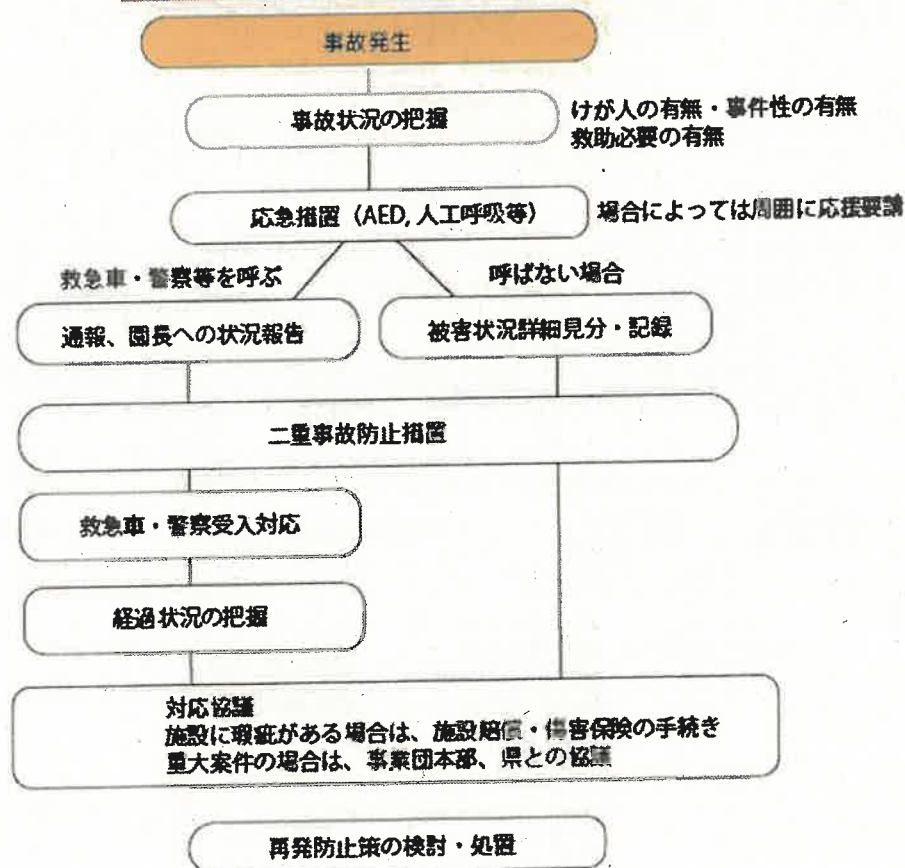 事故発生
事故状況の把握
けが人の有無・事件性の有無
救助必要の有無
応急措置（AED, 人工呼吸等）
場合によっては周囲に応援要請
救急車・警察等を呼ぶ
呼ばない場合
通報、園長への状況報告
被害状況詳細見分・記録
二重事故防止措置
救急車・警察受入対応
経過状況の把握
対応協議
施設に瑕疵がある場合は、施設賠償・傷害保険の手続き
重大案件の場合は、事業団本部、県との協議
再発防止策の検討・処置